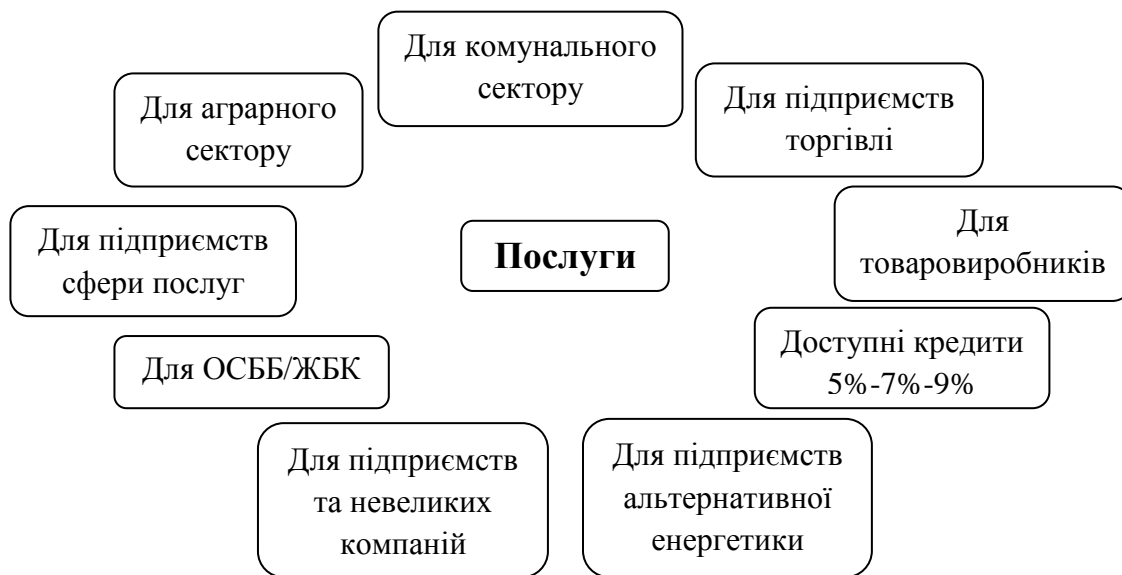 Для комунального
сектору
Для аграрного
сектору
Для підприємств
торгівлі
Для підприємств
сфери послуг
Послуги
Для
товаровиробників
Для ОСББ/ЖБК
Доступні кредити
5%-7%-9%
Для підприємств
та невеликих
компаній
Для підприємств
альтернативної
енергетики